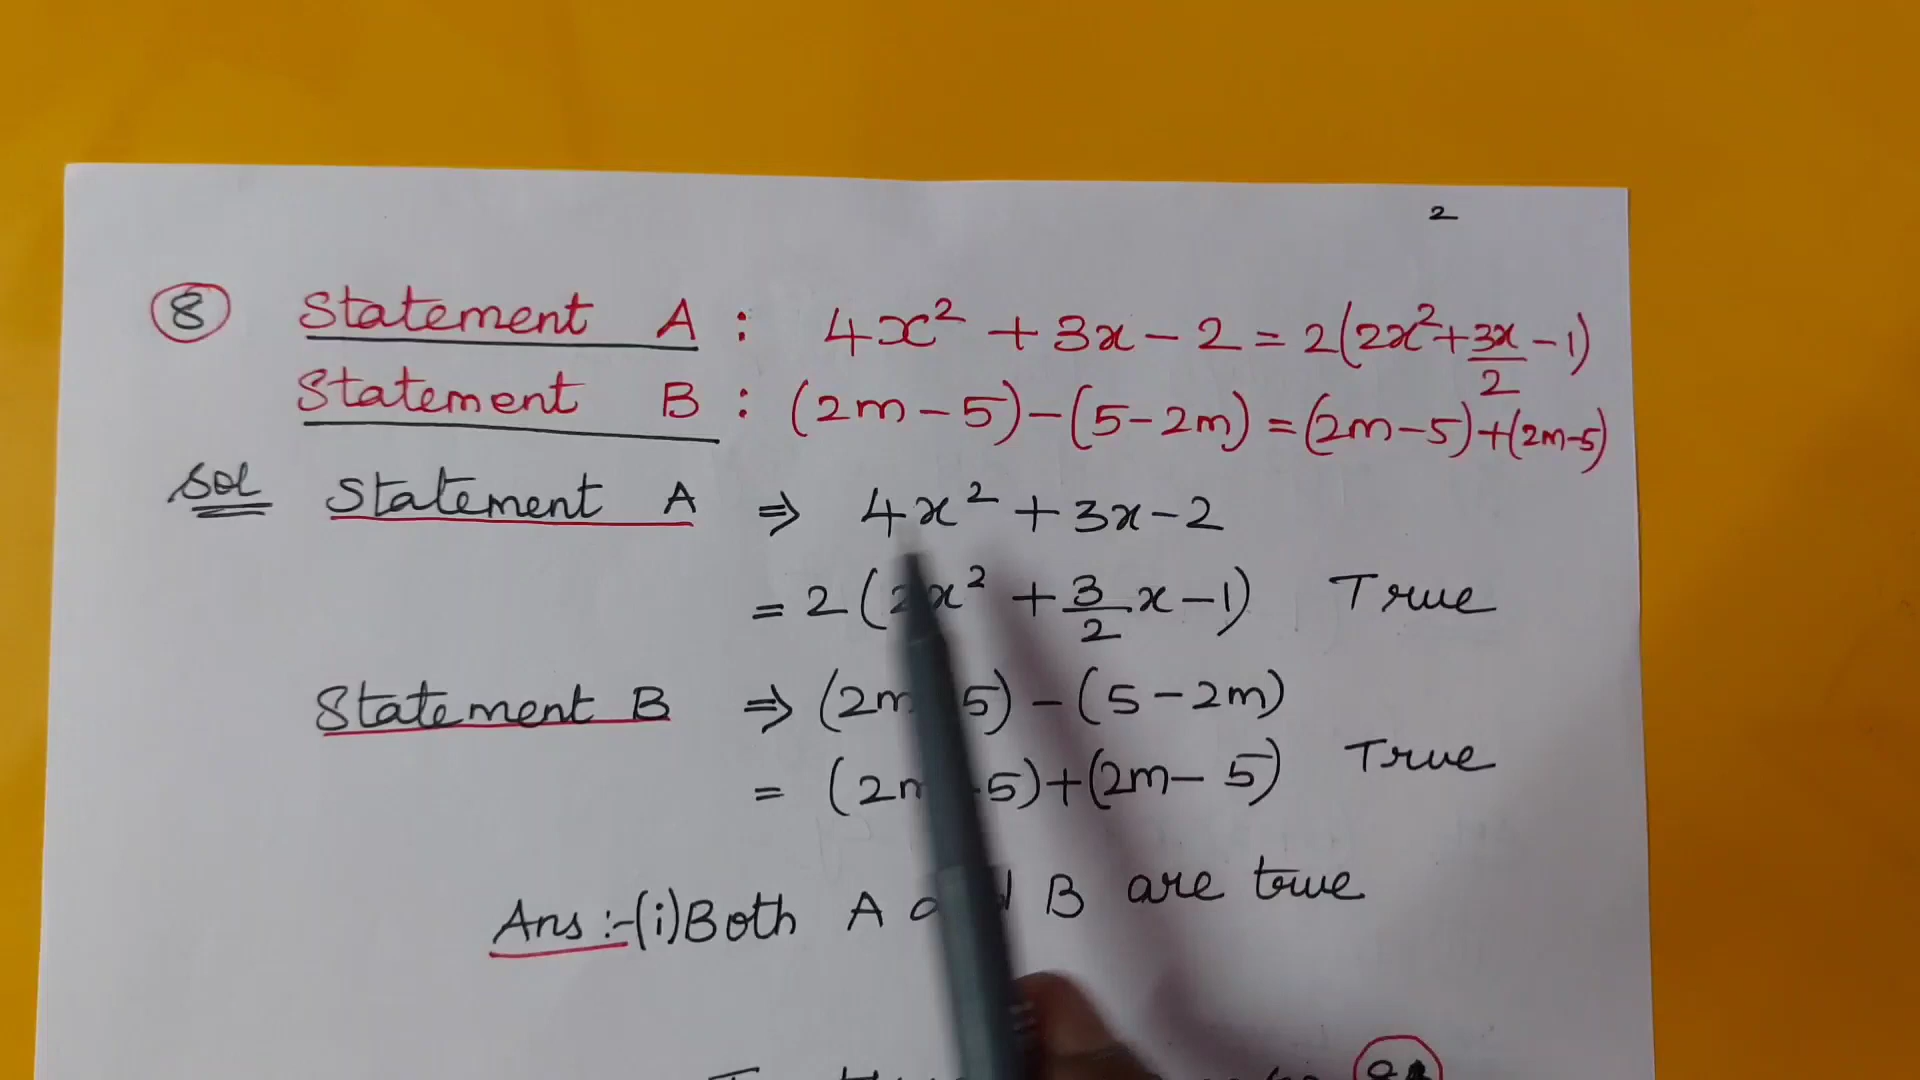 2
8 Statement A : 4x² + 3x - 2 = 2(2x² + 3x/2 - 1)
Statement B : (2m - 5) - (5 - 2m) = (2m - 5) + (2m - 5)
Sol Statement A ⇒ 4x² + 3x - 2
= 2(2x² + 3/2 x - 1) True
Statement B ⇒ (2m 5) - (5 - 2m)
= (2m 5) + (2m - 5) True
Ans :- (i) Both A B are true